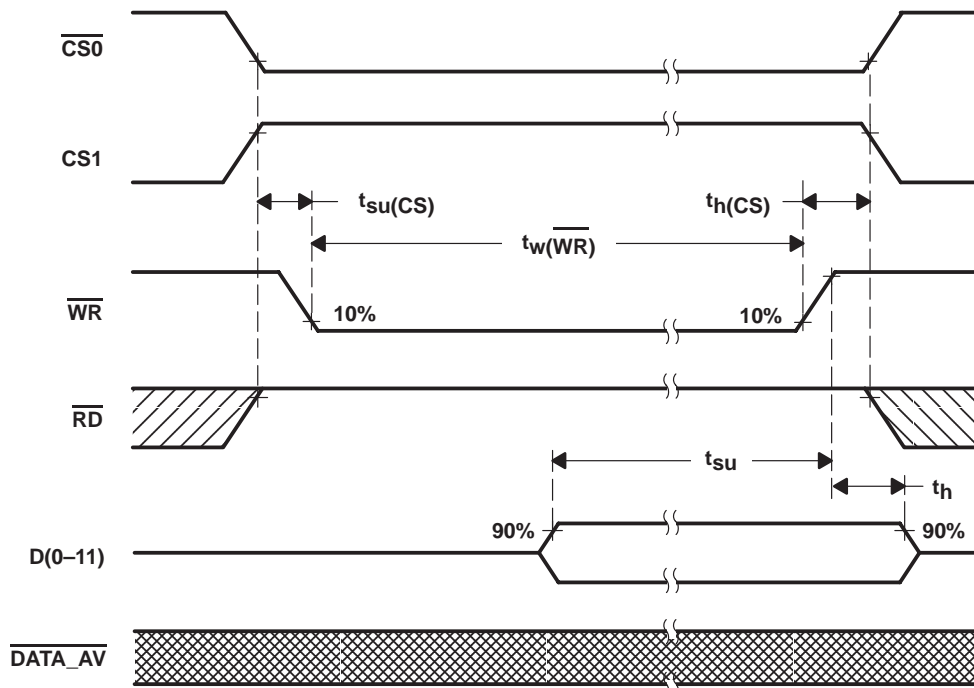 CS0
CS1
tsu(CS)
th(CS)
tw(WR)
WR
10%
10%
RD
tsu
th
90%
90%
D(0–11)
DATA_AV